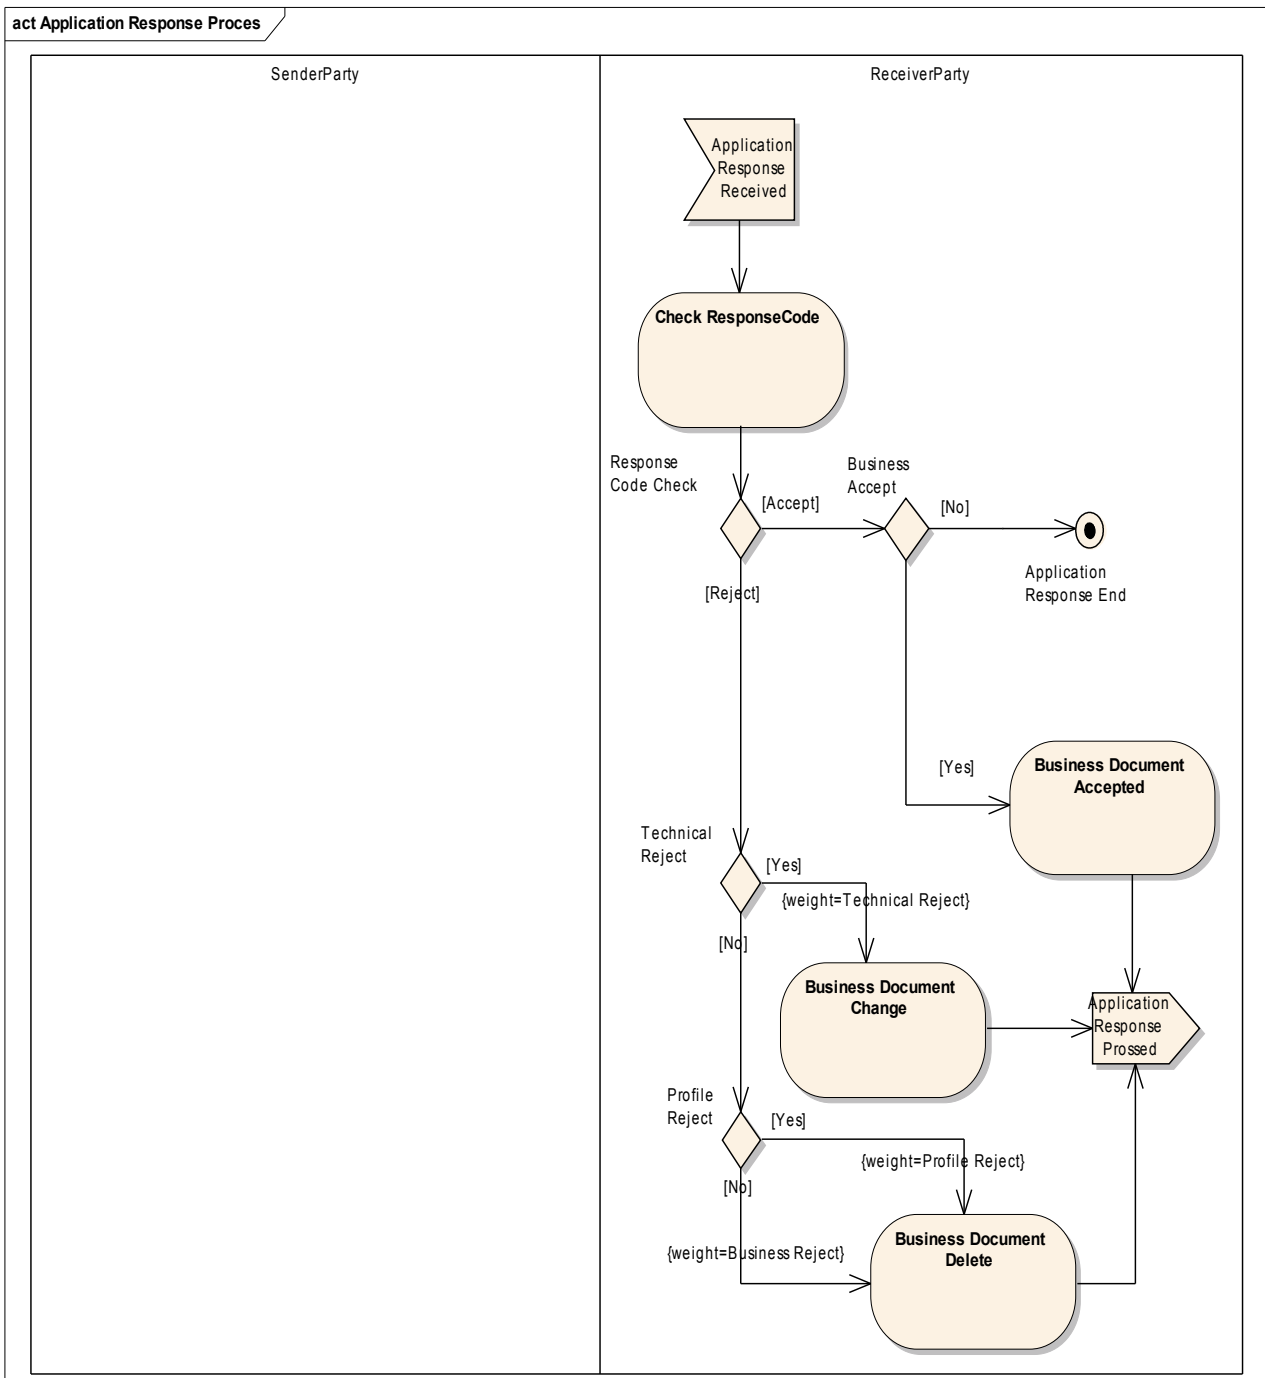 act Application Response Proces
SenderParty
ReceiverParty
Application
Response
Received
Check ResponseCode
Response
Code Check
Business
Accept
[Accept]
[No]
[Reject]
Application
Response End
[Yes]
Business Document
Accepted
Technical
Reject
[Yes]
{weight=Technical Reject}
[No]
Business Document
Change
Application
Response
Prossed
Profile
Reject
[Yes]
{weight=Profile Reject}
[No]
{weight=Business Reject}
Business Document
Delete